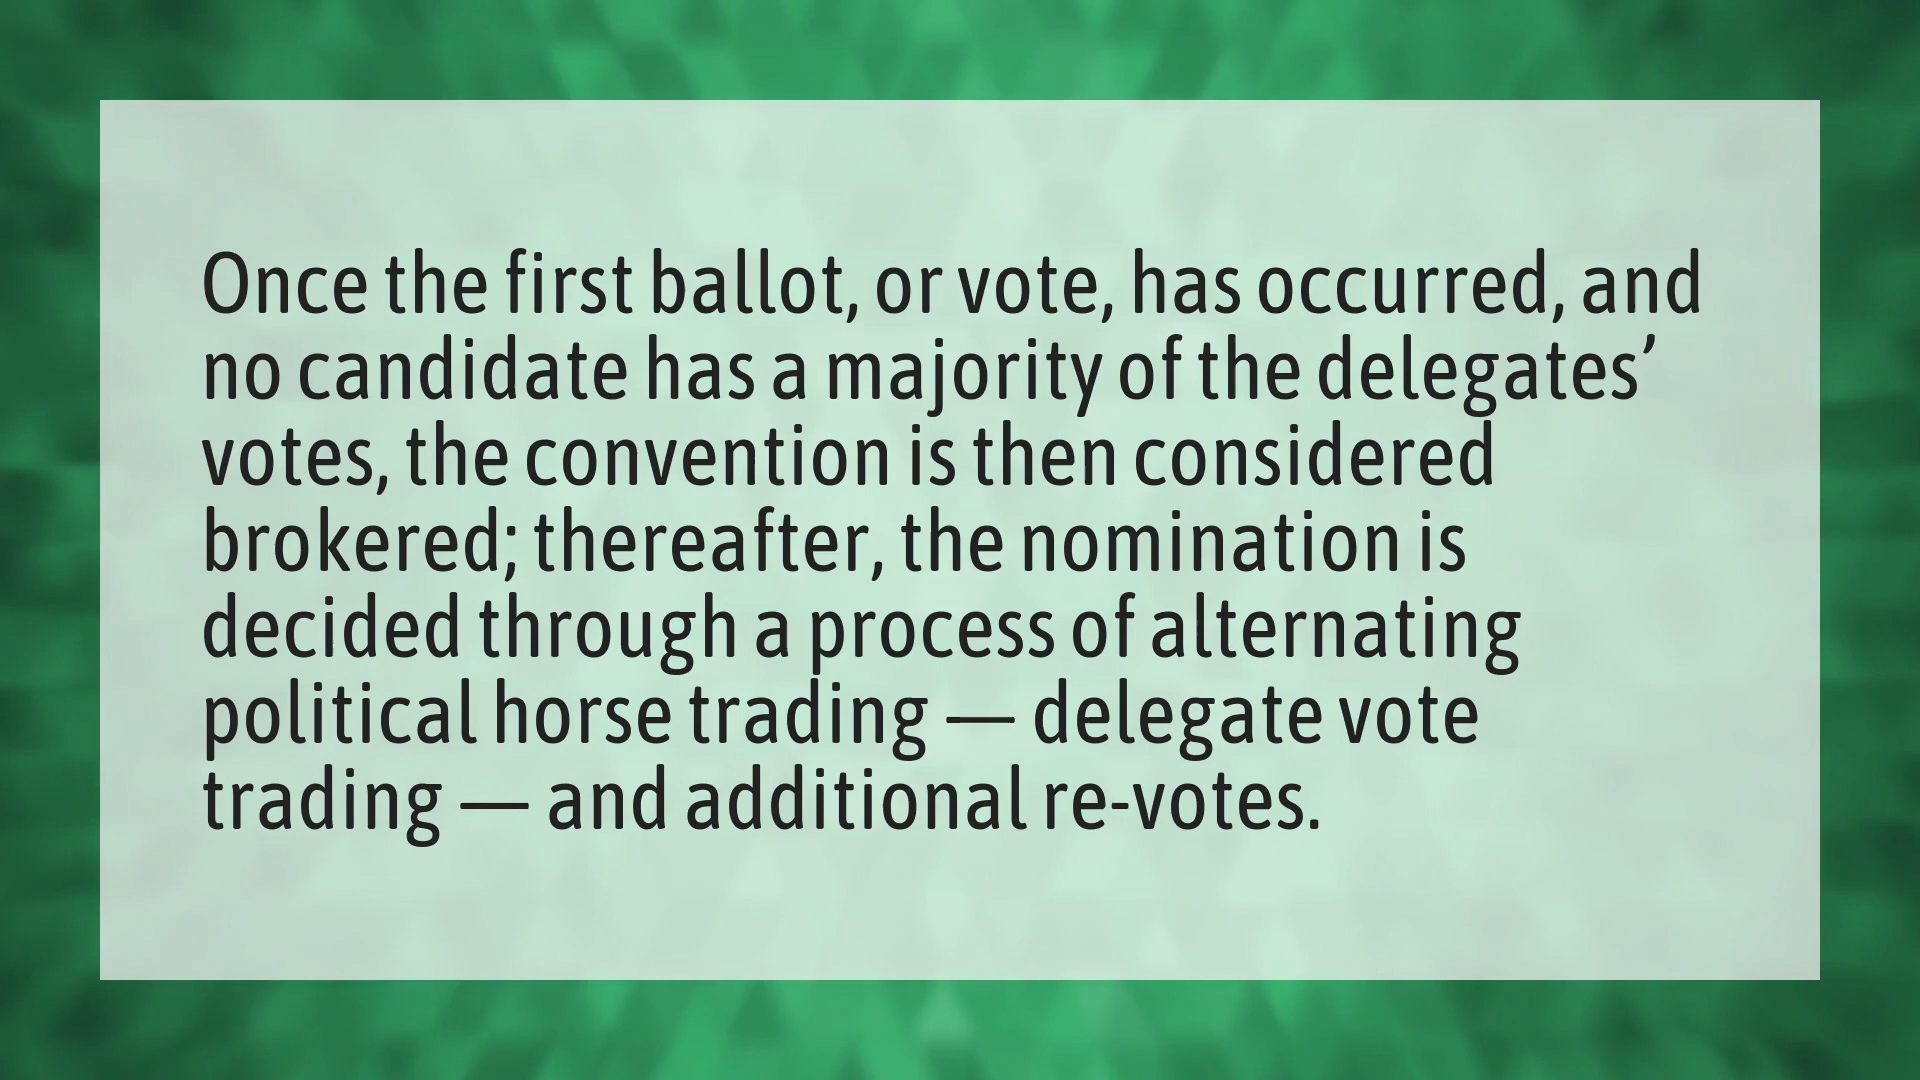 Once the first ballot, or vote, has occurred, and
no candidate has a majority of the delegates’
votes, the convention is then considered
brokered; thereafter, the nomination is
decided through a process of alternating
political horse trading — delegate vote
trading — and additional re-votes.